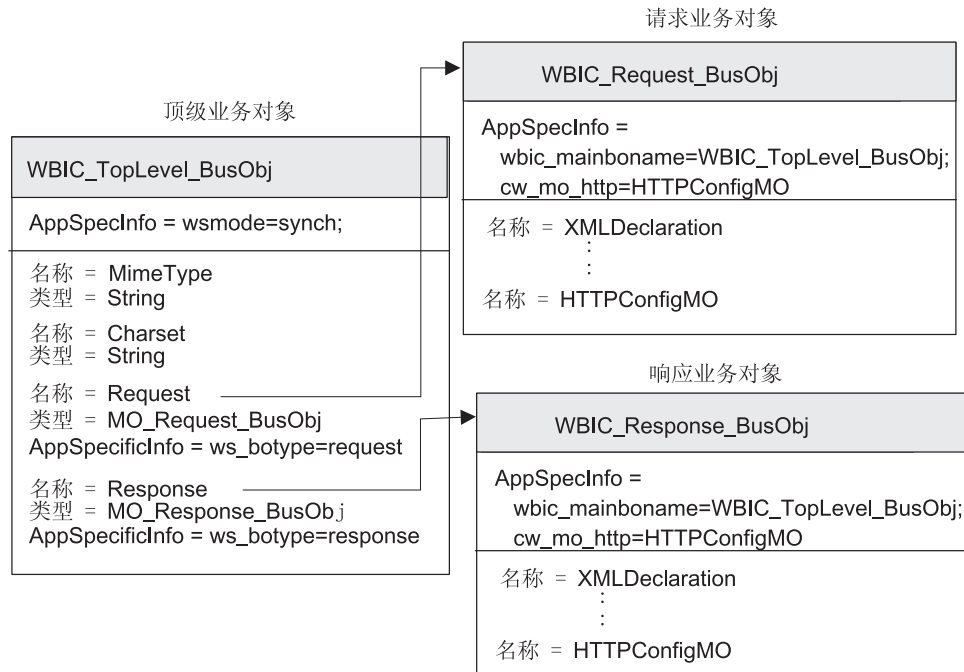 请求业务对象
WBIC_Request_BusObj
AppSpecInfo =
wbic_mainboname=WBIC_TopLevel_BusObj;
cw_mo_http=HTTPConfigMO
名称 = XMLDeclaration
:
:
名称 = HTTPConfigMO
顶级业务对象
WBIC_TopLevel_BusObj
AppSpecInfo = wsmode=synch;
名称 = MimeType
类型 = String
名称 = Charset
类型 = String
名称 = Request
类型 = MO_Request_BusObj
AppSpecificInfo = ws_botype=request
名称 = Response
类型 = MO_Response_BusObj
AppSpecificInfo = ws_botype=response
响应业务对象
WBIC_Response_BusObj
AppSpecInfo =
wbic_mainboname=WBIC_TopLevel_BusObj;
cw_mo_http=HTTPConfigMO
名称 = XMLDeclaration
:
:
名称 = HTTPConfigMO